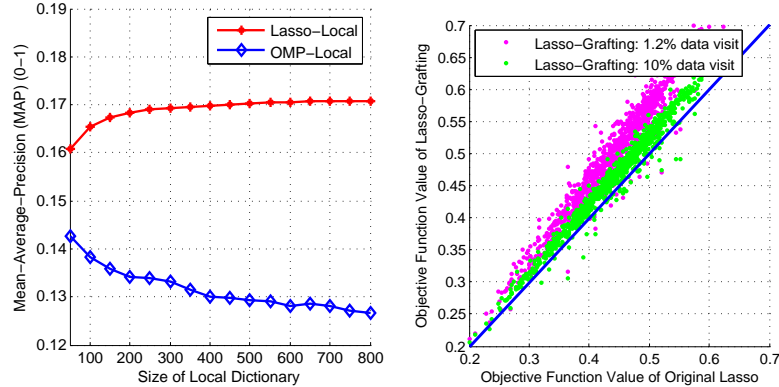 0.19
0.18
0.17
0.16
0.15
0.14
0.13
0.12
Mean−Average−Precision (MAP) (0−1)
Lasso−Local
OMP−Local
100 200 300 400 500 600 700 800
Size of Local Dictionary
0.7
0.65
0.6
0.55
0.5
0.45
0.4
0.35
0.3
0.25
0.2
Objective Function Value of Lasso−Grafting
Lasso−Grafting: 1.2% data visit
Lasso−Grafting: 10% data visit
0.2 0.3 0.4 0.5 0.6 0.7
Objective Function Value of Original Lasso